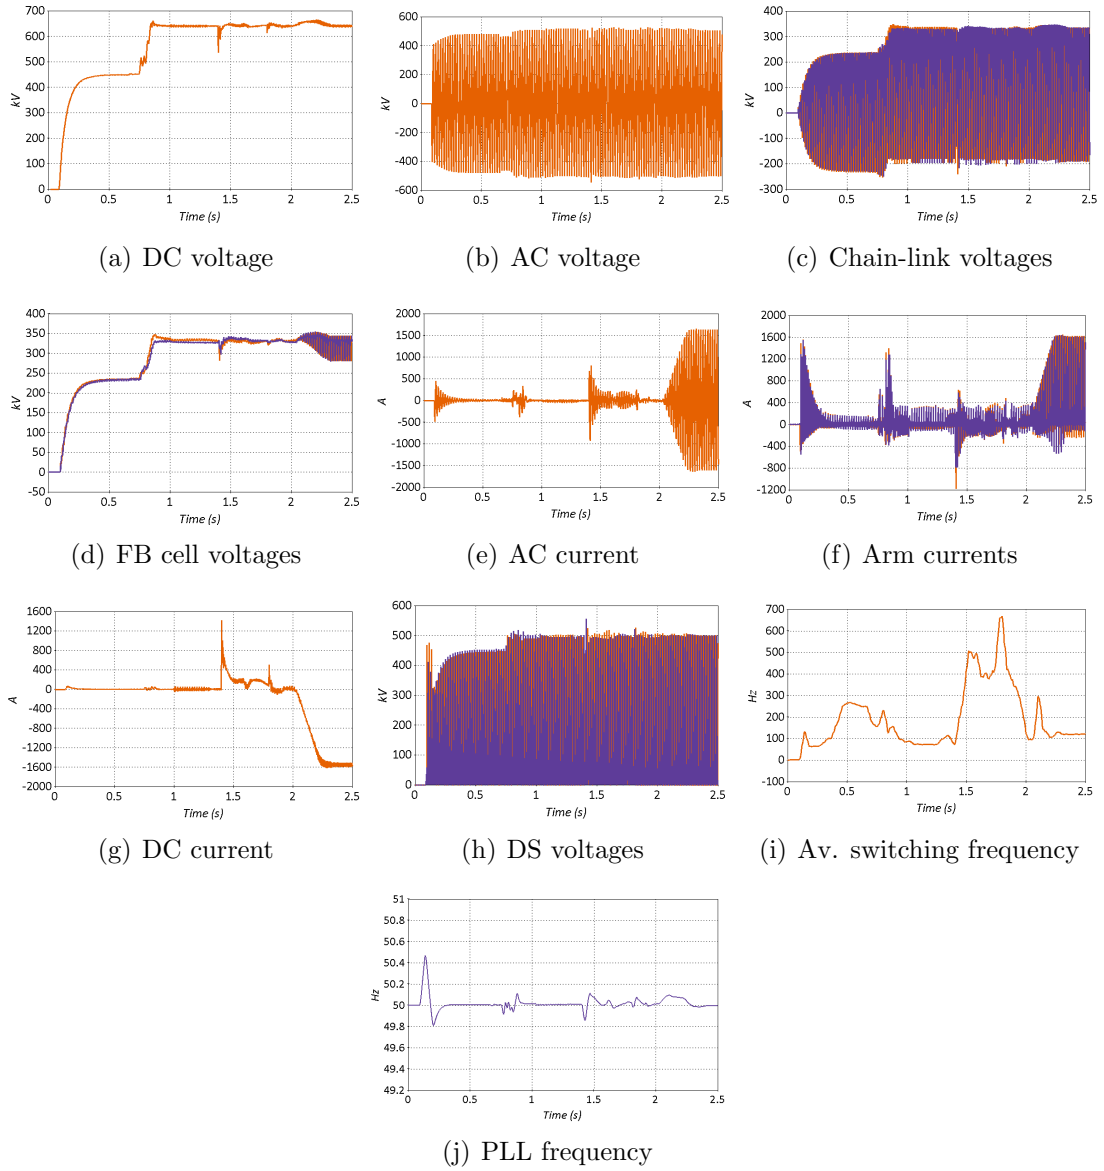 700
600
500
400
300
200
100
0
kV
0 0.5 1 1.5 2 2.5
Time (s)
(a) DC voltage
600
400
200
0
-200
-400
-600
kV
0 0.5 1 1.5 2 2.5
Time (s)
(b) AC voltage
400
300
200
100
0
-100
-200
-300
kV
0 0.5 1 1.5 2 2.5
Time (s)
(c) Chain-link voltages
400
350
300
250
200
150
100
50
0
-50
kV
0 0.5 1 1.5 2 2.5
Time (s)
(d) FB cell voltages
2000
1500
1000
500
0
-500
-1000
-1500
-2000
A
0 0.5 1 1.5 2 2.5
Time (s)
(e) AC current
2000
1600
1200
800
400
0
-400
-800
-1200
A
0 0.5 1 1.5 2 2.5
Time (s)
(f) Arm currents
1600
1200
800
400
0
-400
-800
-1200
-1600
-2000
A
0 0.5 1 1.5 2 2.5
Time (s)
(g) DC current
600
500
400
300
200
100
0
kV
0 0.5 1 1.5 2 2.5
Time (s)
(h) DS voltages
700
600
500
400
300
200
100
0
-100
Hz
0 0.5 1 1.5 2 2.5
Time (s)
(i) Av. switching frequency
51
50.8
50.6
50.4
50.2
50
49.8
49.6
49.4
49.2
Hz
0 0.5 1 1.5 2 2.5
Time (s)
(j) PLL frequency